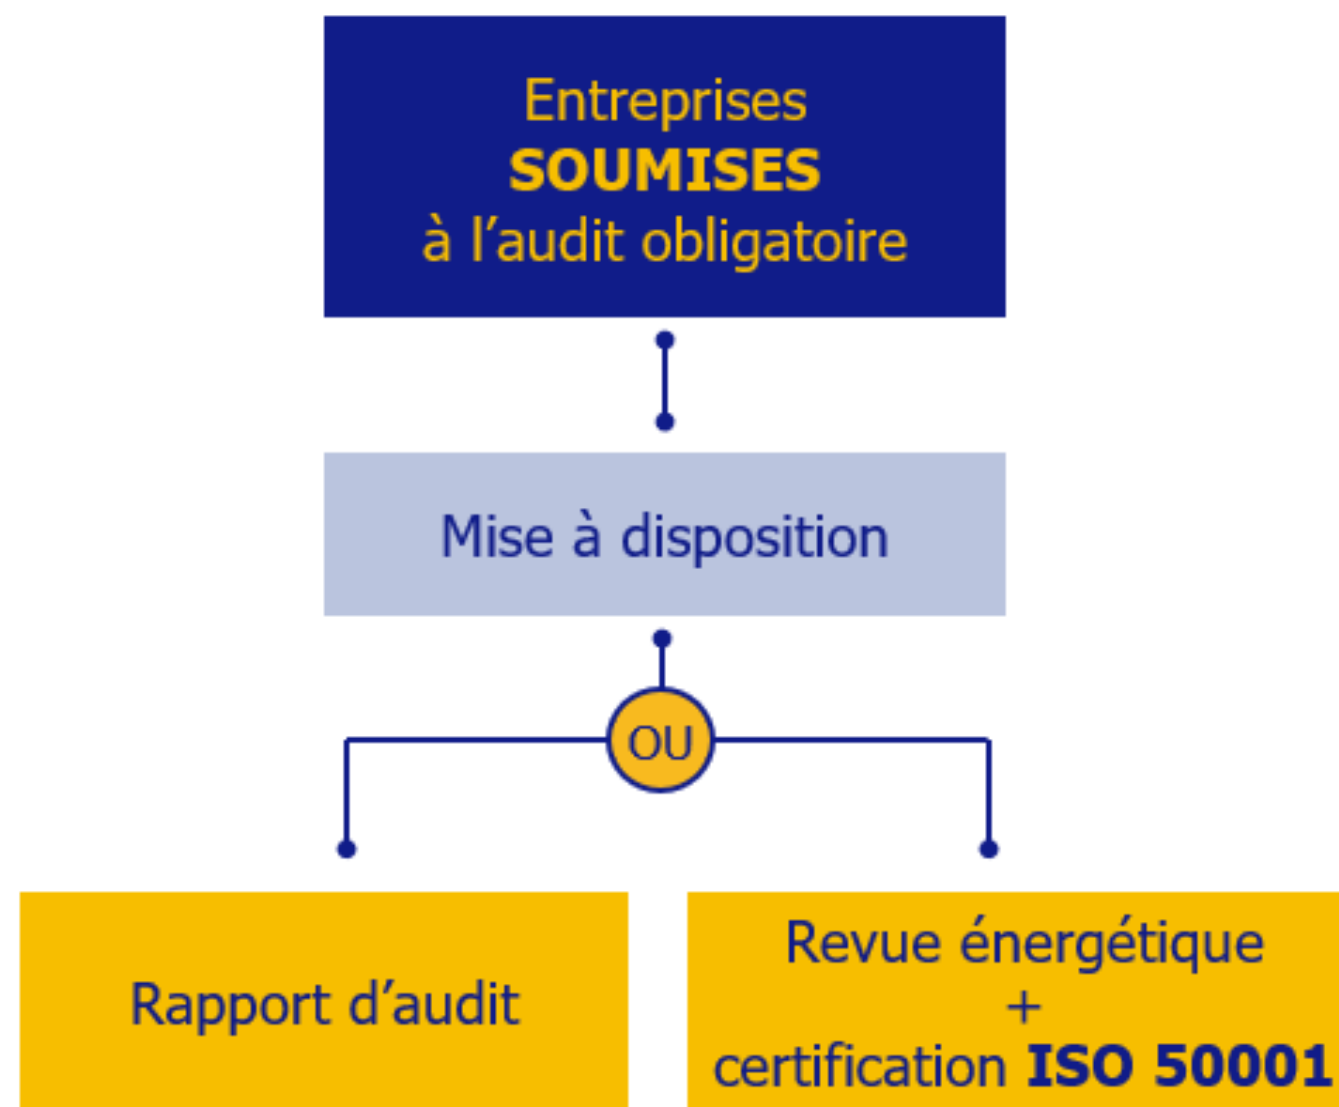 Entreprises
SOUMISES
à l’audit obligatoire
Mise à disposition
OU
Rapport d’audit
Revue énergétique
+
certification ISO 50001